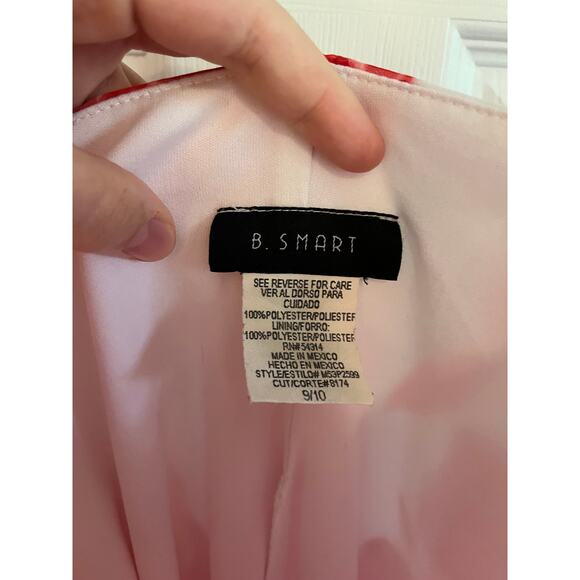 B. SMART
SEE REVERSE FOR CARE
VER AL DORSO PARA
CUIDADO
100%POLYESTER/POLIESTER
LINING/FORRO:
100%POLYESTER/POLIESTER
RN#54314
MADE IN MEXICO
HECHO EN MEXICO
STYLE/ESTILO# MS3P2599
CUT/CORTE#8174
9/10